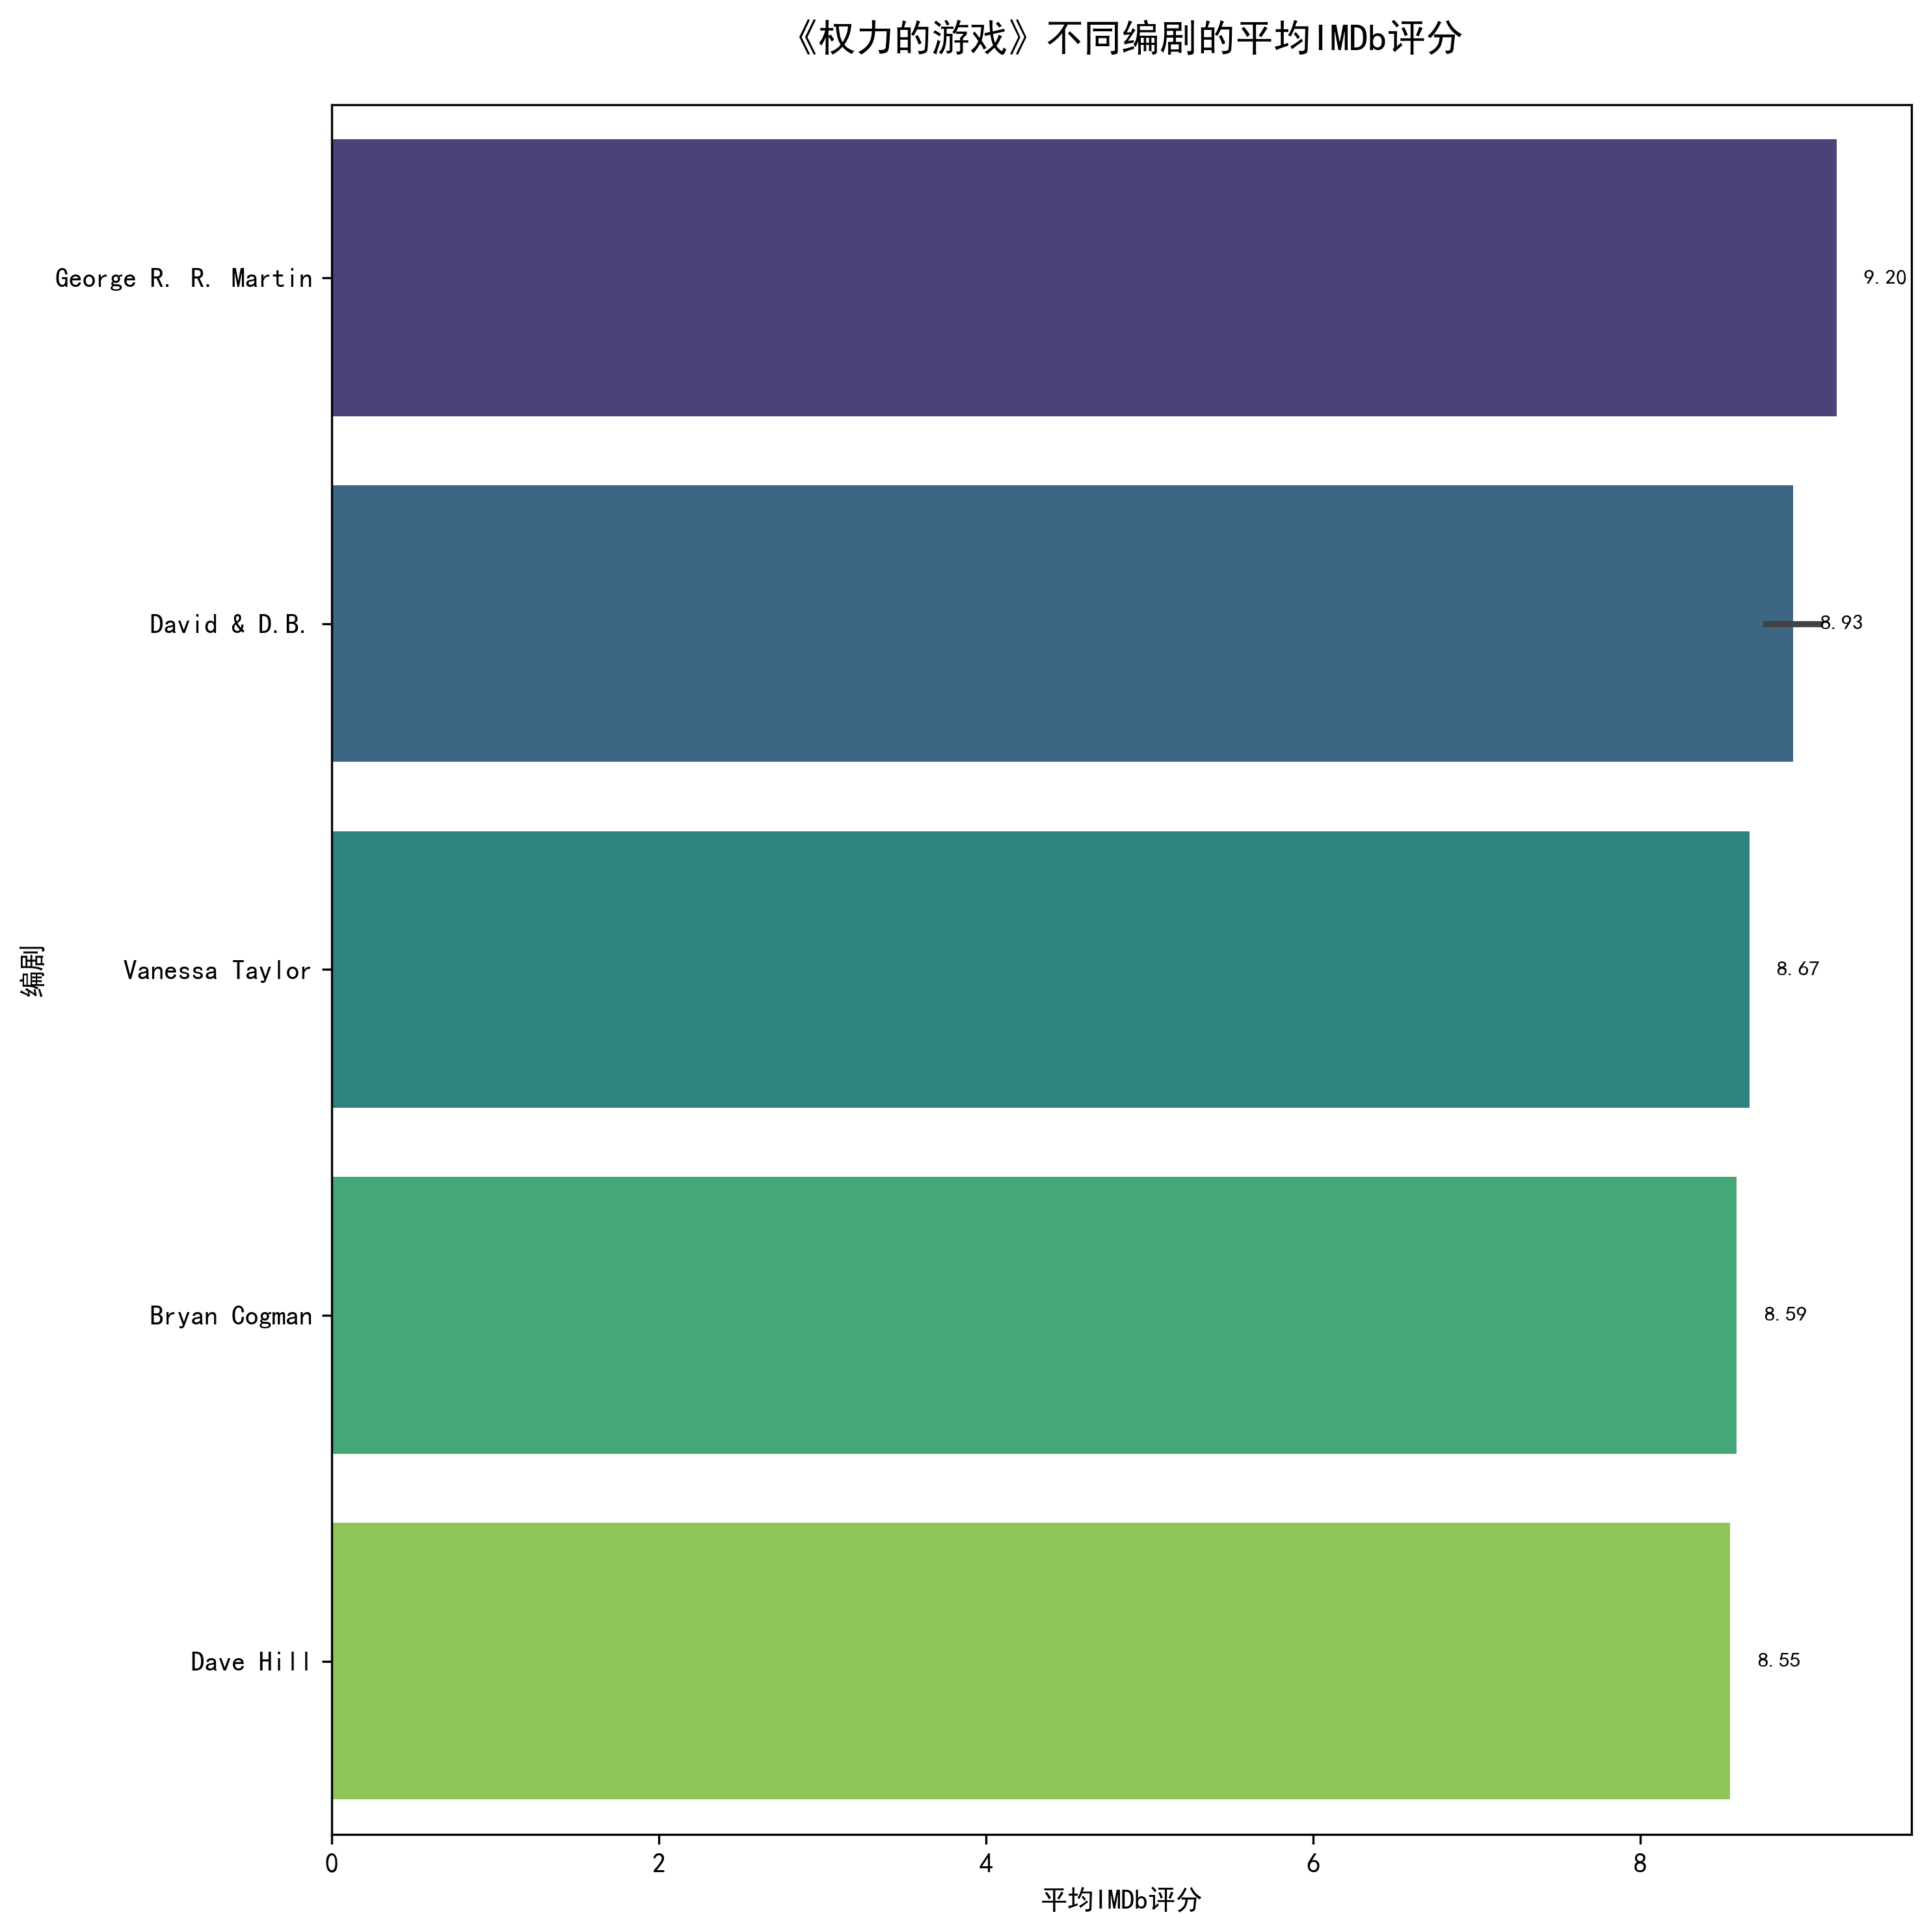 《权力的游戏》不同编剧的平均IMDb评分
George R. R. Martin
9.20
David & D.B.
8.93
Vanessa Taylor
8.67
编剧
Bryan Cogman
8.59
Dave Hill
8.55
0 2 4 6 8
平均IMDb评分